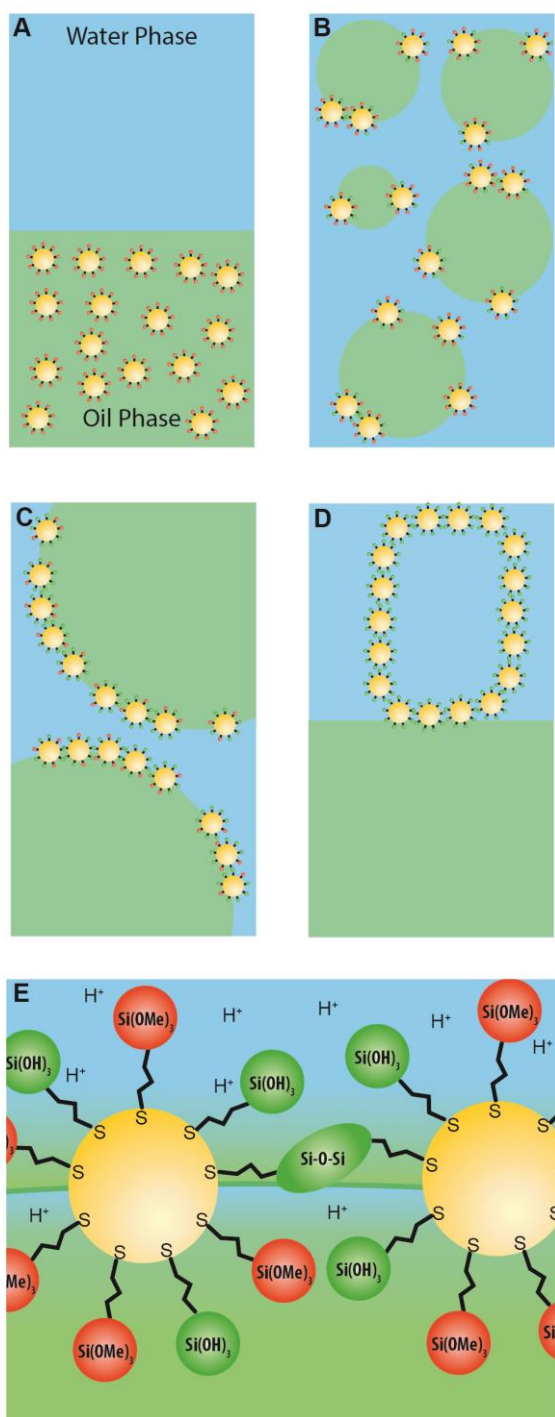 A
Water Phase
Oil Phase
B
C
D
E
H⁺
H⁺
H⁺
H⁺
H⁺
H⁺
H⁺
H⁺
H⁺
Si(OMe)₃
Si(OMe)₃
Si(OH)₃
Si(OH)₃
Si(OH)₃
S
S
S
S
S
S
S
S
S
Si-O-Si
S
S
S
S
S
S
S
S
Si(OMe)₃
Si(OH)₃
Si(OMe)₃
Si(OH)₃
Si(OMe)₃